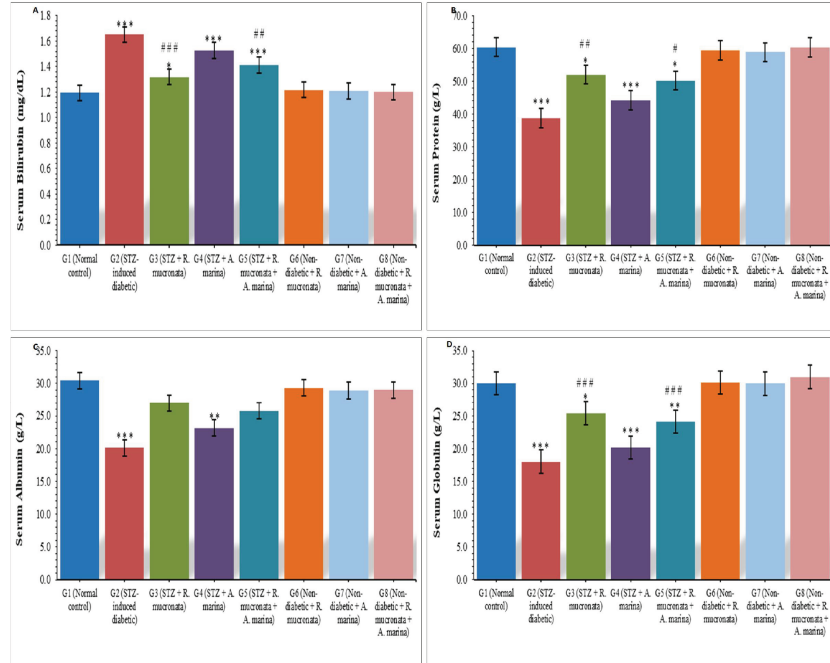 A
Serum Bilirubin (mg/dL)
1.8
1.6
1.4
1.2
1.0
0.8
0.6
0.4
0.2
0.0
***
###
*
***
##
***
G1 (Normal
control)
G2 (STZ-
induced
diabetic)
G3 (STZ + R.
mucronata)
G4 (STZ + A.
marina)
G5 (STZ + R.
mucronata +
A. marina)
G6 (Non-
diabetic + R.
mucronata)
G7 (Non-
diabetic + A.
marina)
G8 (Non-
diabetic + R.
mucronata +
A. marina)
B
Serum Protein (g/L)
70.0
60.0
50.0
40.0
30.0
20.0
10.0
0.0
***
##
*
***
#
*
G1 (Normal
control)
G2 (STZ-
induced
diabetic)
G3 (STZ + R.
mucronata)
G4 (STZ + A.
marina)
G5 (STZ + R.
mucronata +
A. marina)
G6 (Non-
diabetic + R.
mucronata)
G7 (Non-
diabetic + A.
marina)
G8 (Non-
diabetic + R.
mucronata +
A. marina)
C
Serum Albumin (g/L)
35.0
30.0
25.0
20.0
15.0
10.0
5.0
0.0
***
**
G1 (Normal
control)
G2 (STZ-
induced
diabetic)
G3 (STZ + R.
mucronata)
G4 (STZ + A.
marina)
G5 (STZ + R.
mucronata +
A. marina)
G6 (Non-
diabetic + R.
mucronata)
G7 (Non-
diabetic + A.
marina)
G8 (Non-
diabetic + R.
mucronata +
A. marina)
D
Serum Globulin (g/L)
35.0
30.0
25.0
20.0
15.0
10.0
5.0
0.0
***
###
*
***
###
**
G1 (Normal
control)
G2 (STZ-
induced
diabetic)
G3 (STZ + R.
mucronata)
G4 (STZ + A.
marina)
G5 (STZ + R.
mucronata +
A. marina)
G6 (Non-
diabetic + R.
mucronata)
G7 (Non-
diabetic + A.
marina)
G8 (Non-
diabetic + R.
mucronata +
A. marina)